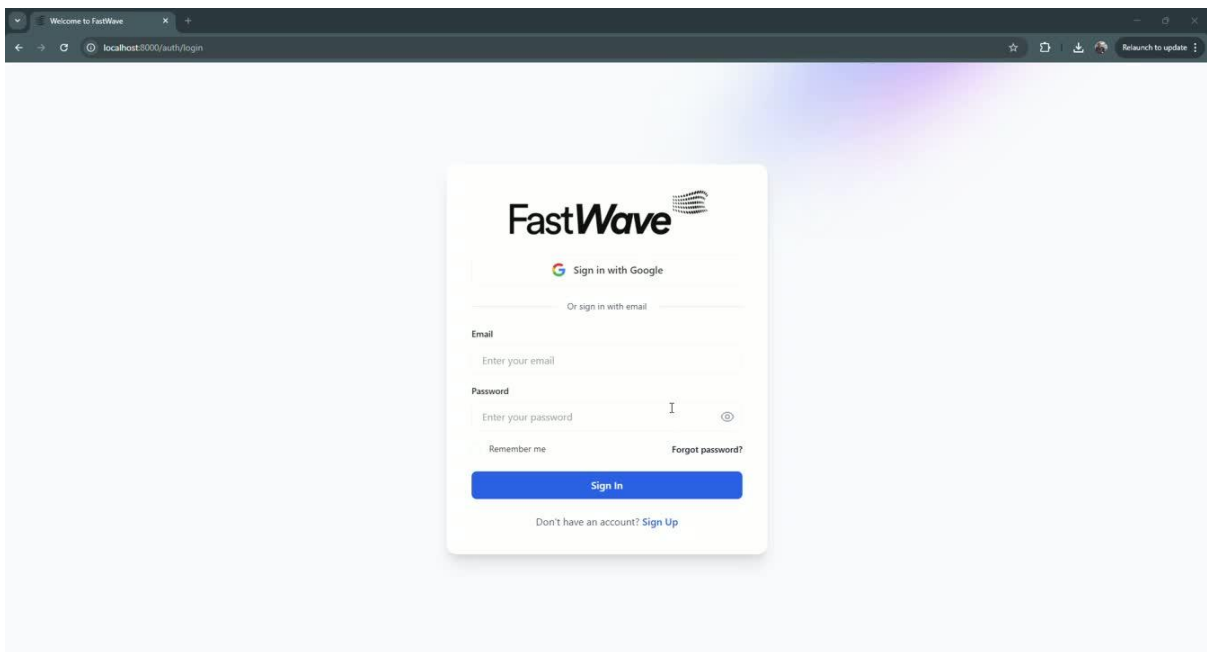 Welcome to FastWave
localhost:8000/auth/login
Relaunch to update
FastWave
Sign in with Google
Or sign in with email
Email
Enter your email
Password
Enter your password
Remember me
Forgot password?
Sign In
Don't have an account? Sign Up